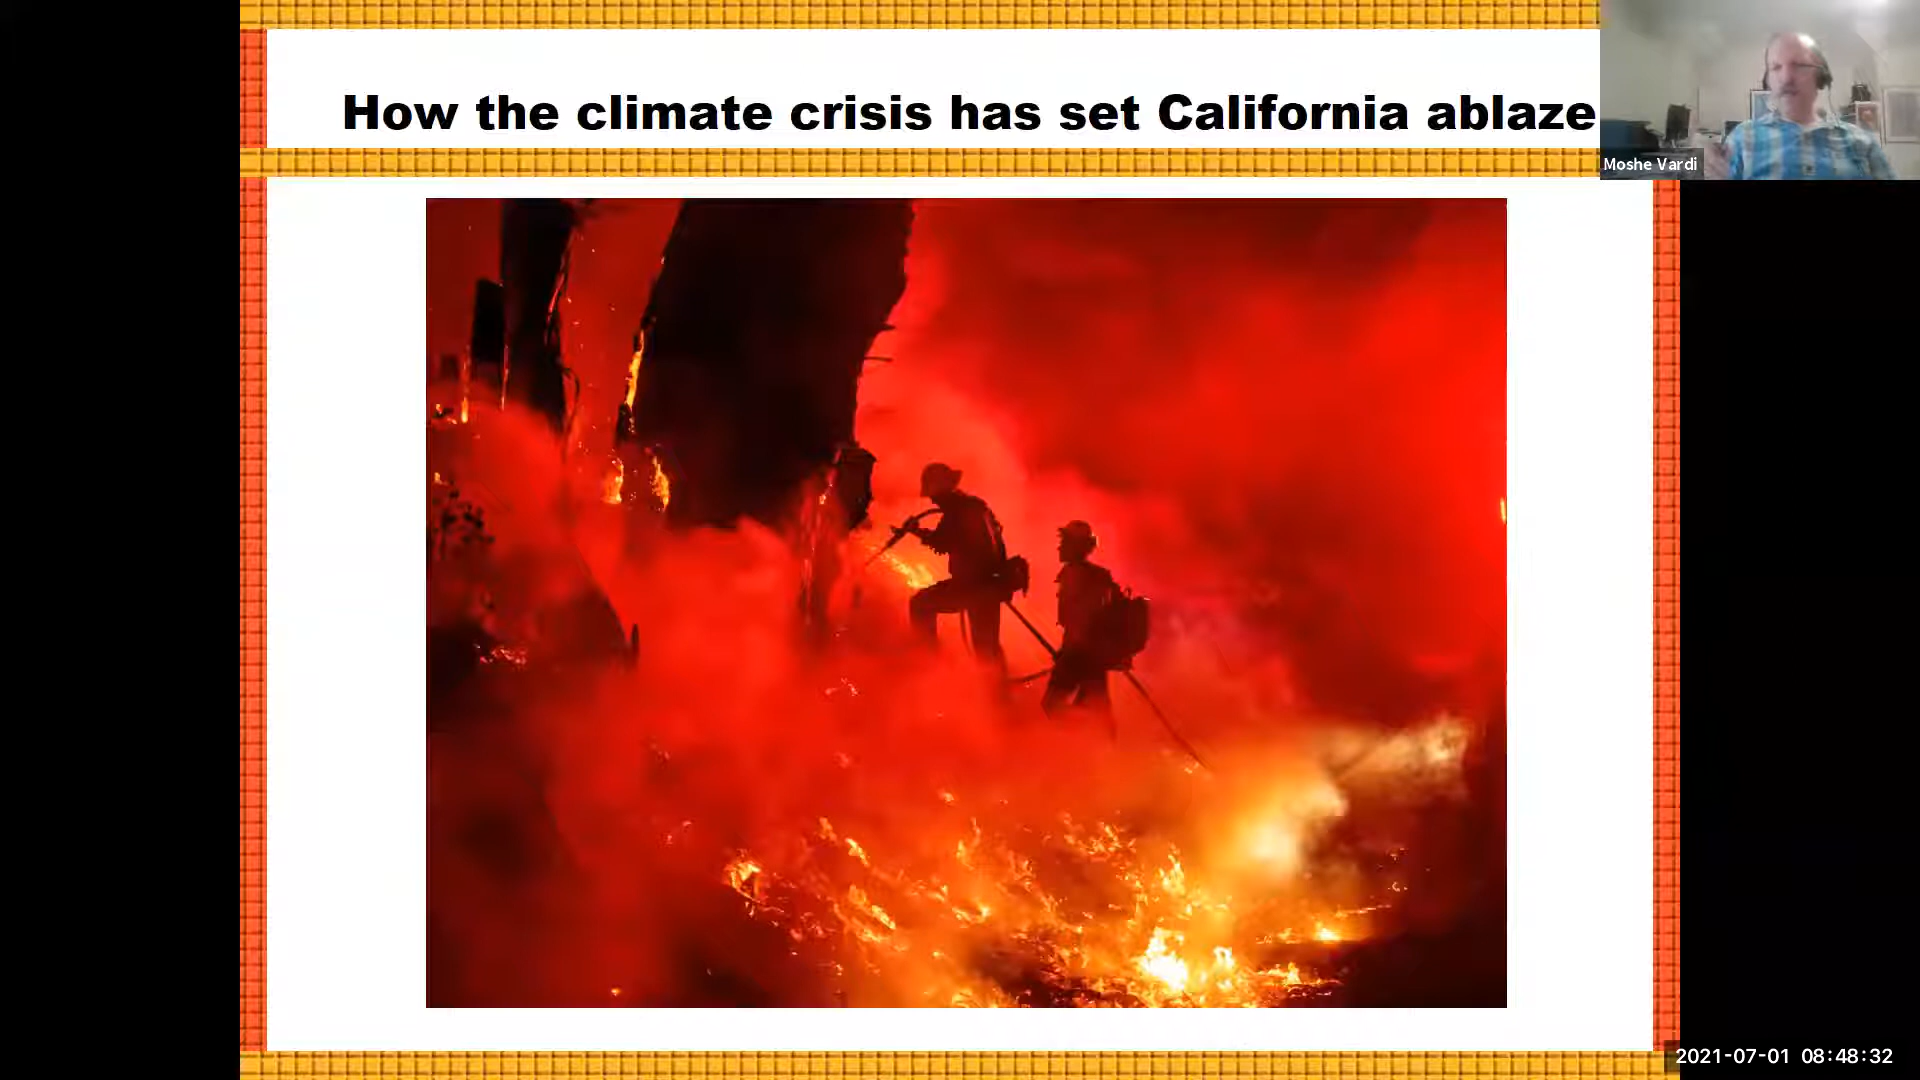 How the climate crisis has set California ablaze
Moshe Vardi
2021-07-01 08:48:32